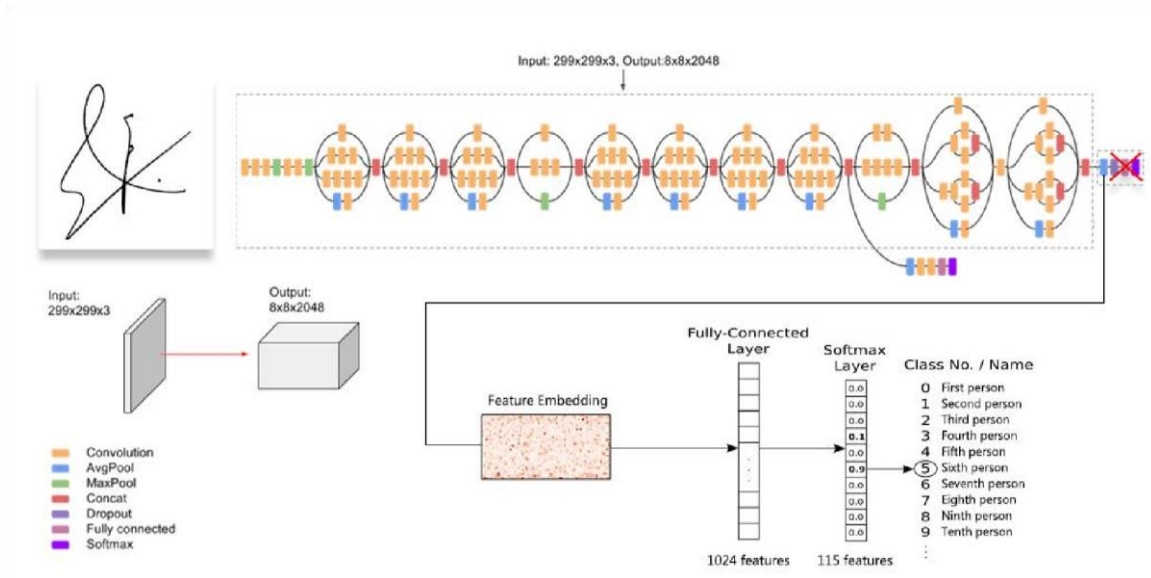 Input: 299x299x3, Output:8x8x2048
Input:
299x299x3
Output:
8x8x2048
Convolution
AvgPool
MaxPool
Concat
Dropout
Fully connected
Softmax
Feature Embedding
Fully-Connected
Layer
1024 features
Softmax
Layer
0.0
0.0
0.0
0.1
0.0
0.9
0.0
0.0
0.0
0.0
115 features
Class No. / Name
0 First person
1 Second person
2 Third person
3 Fourth person
4 Fifth person
5 Sixth person
6 Seventh person
7 Eighth person
8 Ninth person
9 Tenth person